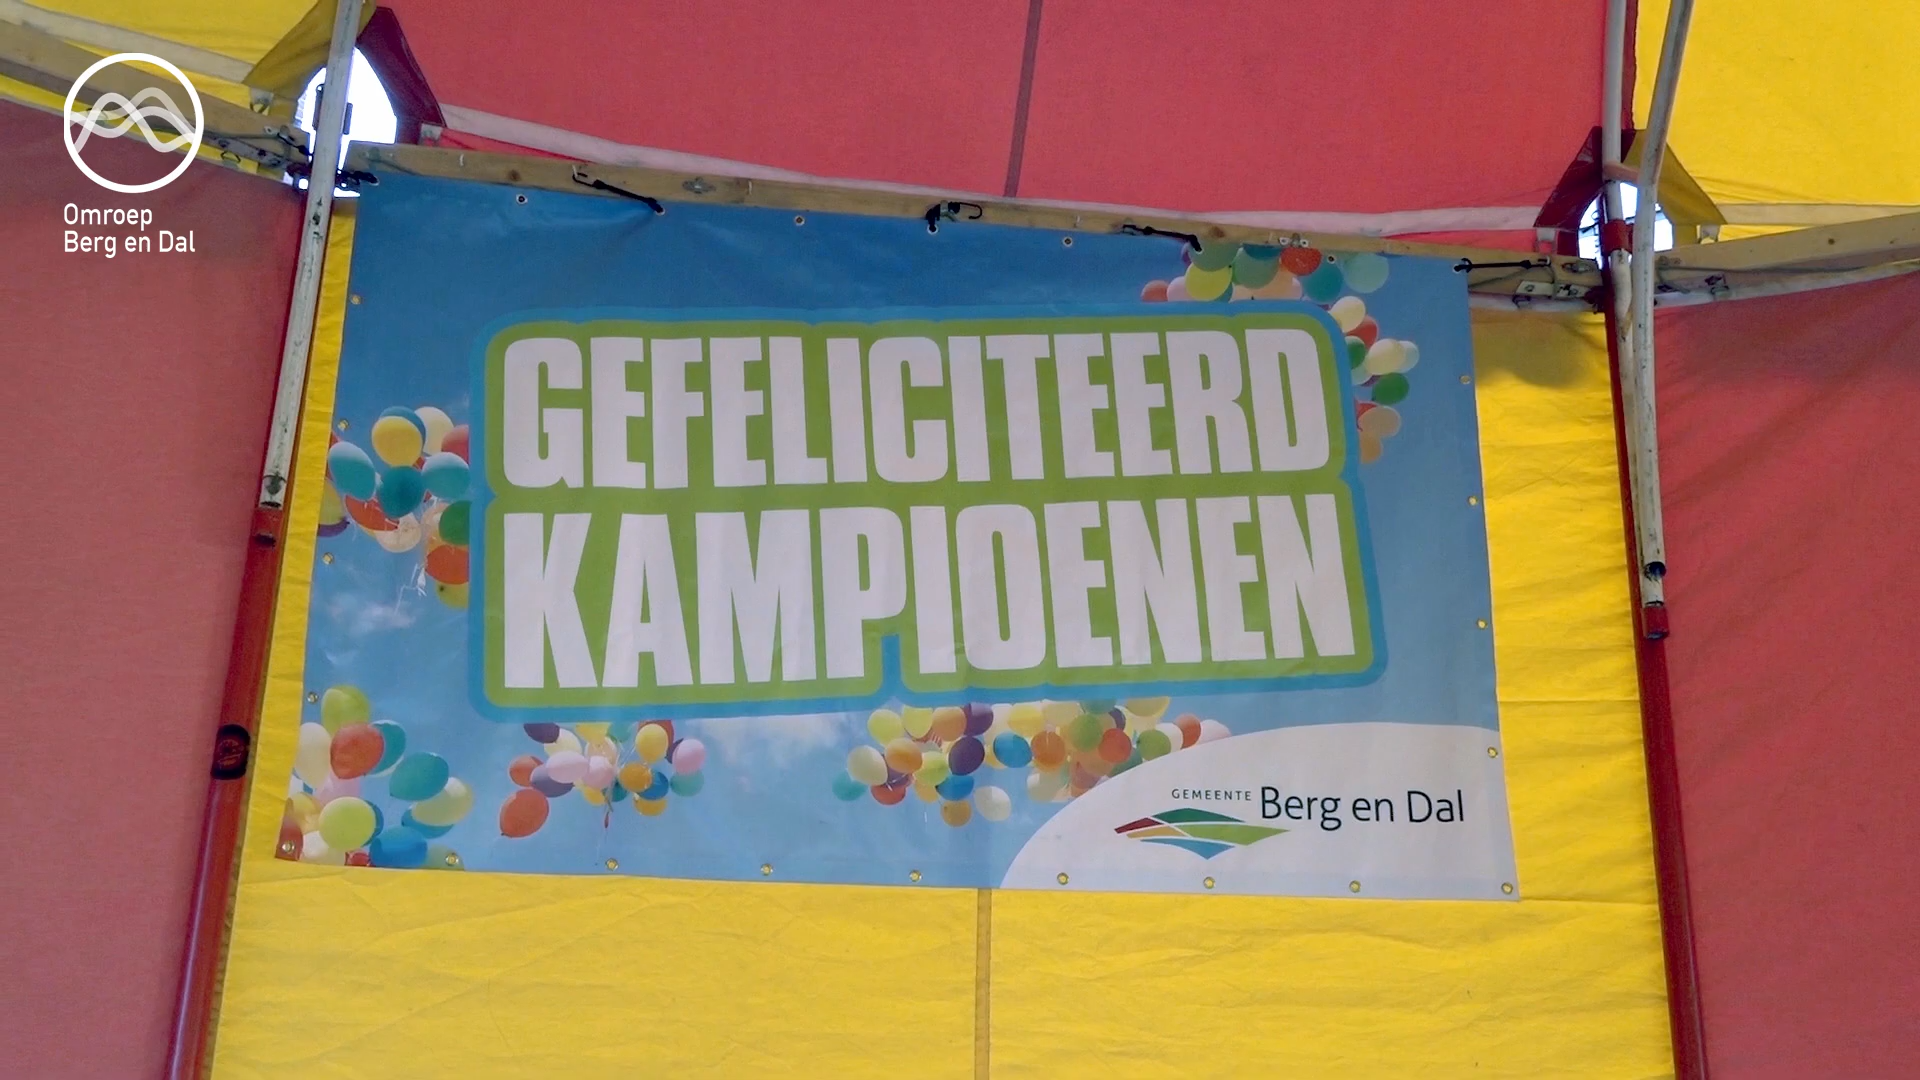 Omroep
Berg en Dal
GEFELICITEERD
KAMPIOENEN
GEMEENTE Berg en Dal